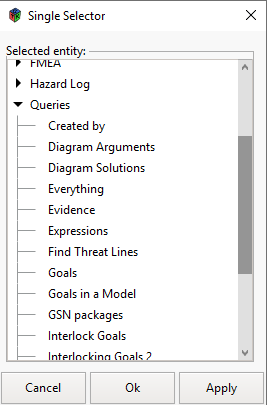 Single Selector
Selected entity:
FMEA
Hazard Log
Queries
Created by
Diagram Arguments
Diagram Solutions
Everything
Evidence
Expressions
Find Threat Lines
Goals
Goals in a Model
GSN packages
Interlock Goals
Interlocking Goals 2
Cancel Ok Apply